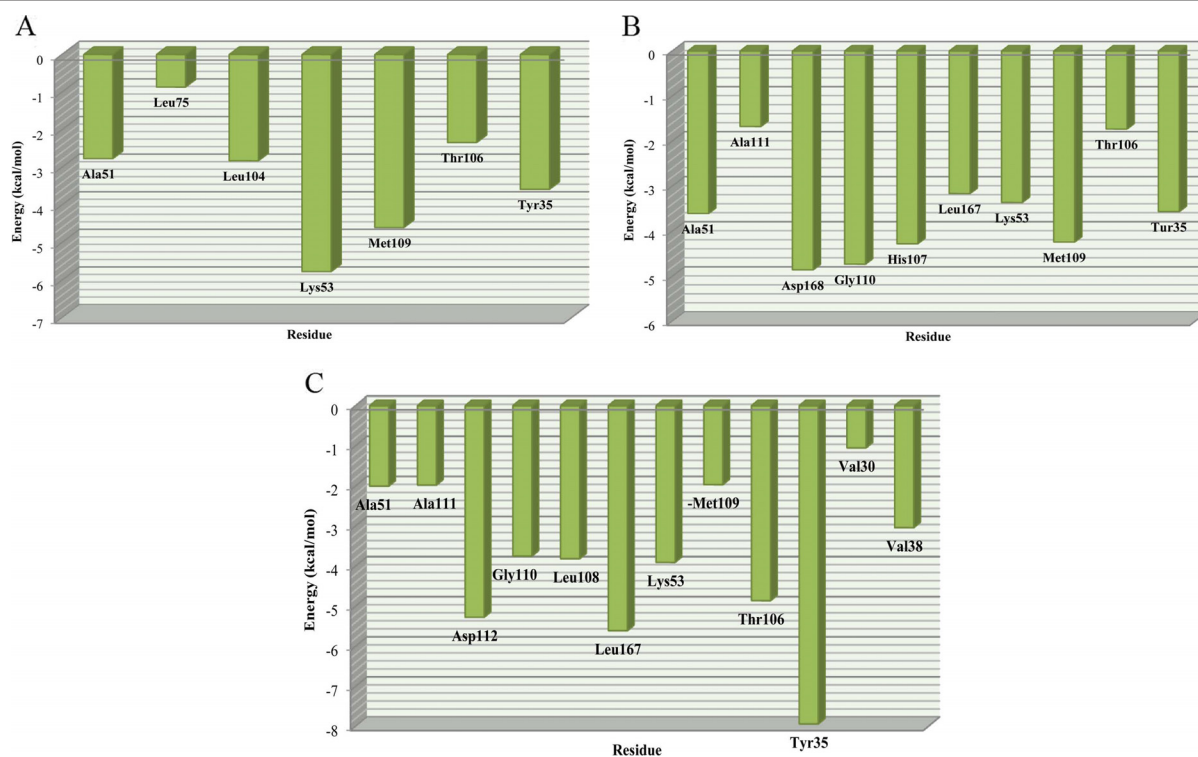 A
0
-1
-2
-3
-4
-5
-6
-7
Energy (kcal/mol)
Ala51
Leu75
Leu104
Lys53
Met109
Thr106
Tyr35
Residue
B
0
-1
-2
-3
-4
-5
-6
Energy (kcal/mol)
Ala51
Ala111
Asp168
Gly110
His107
Leu167
Lys53
Met109
Thr106
Tur35
Residue
C
0
-1
-2
-3
-4
-5
-6
-7
-8
Energy (kcal/mol)
Ala51
Ala111
Asp112
Gly110
Leu108
Leu167
Lys53
-Met109
Thr106
Tyr35
Val30
Val38
Residue